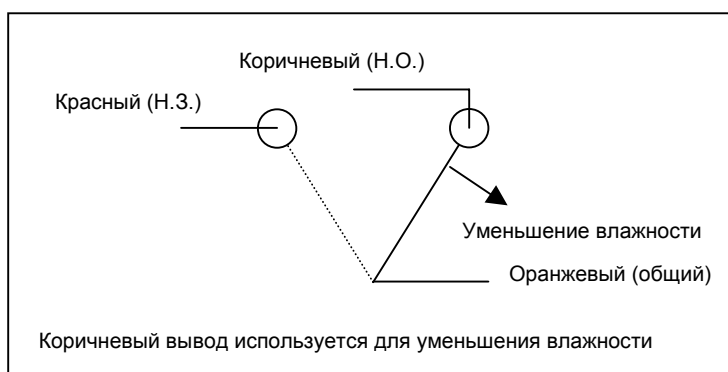 Коричневый (Н.О.)
Красный (Н.З.)
Уменьшение влажности
Оранжевый (общий)
Коричневый вывод используется для уменьшения влажности